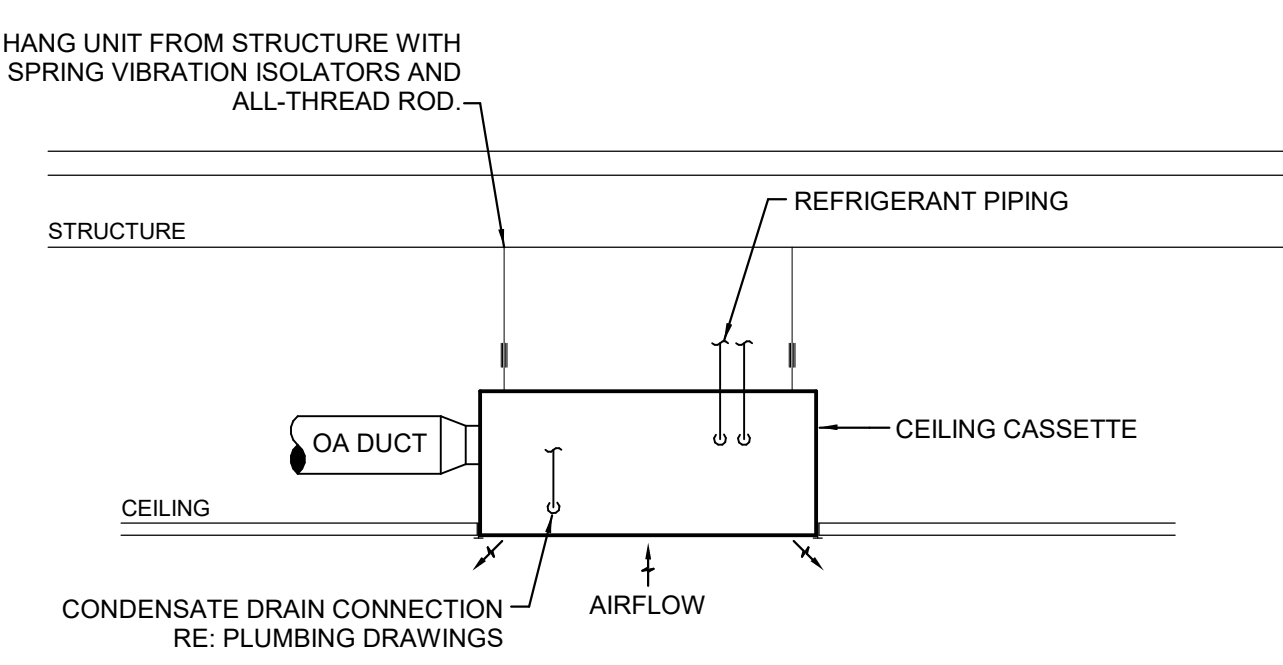 HANG UNIT FROM STRUCTURE WITH
SPRING VIBRATION ISOLATORS AND
ALL-THREAD ROD.
REFRIGERANT PIPING
STRUCTURE
OA DUCT
CEILING CASSETTE
CEILING
CONDENSATE DRAIN CONNECTION
RE: PLUMBING DRAWINGS
AIRFLOW